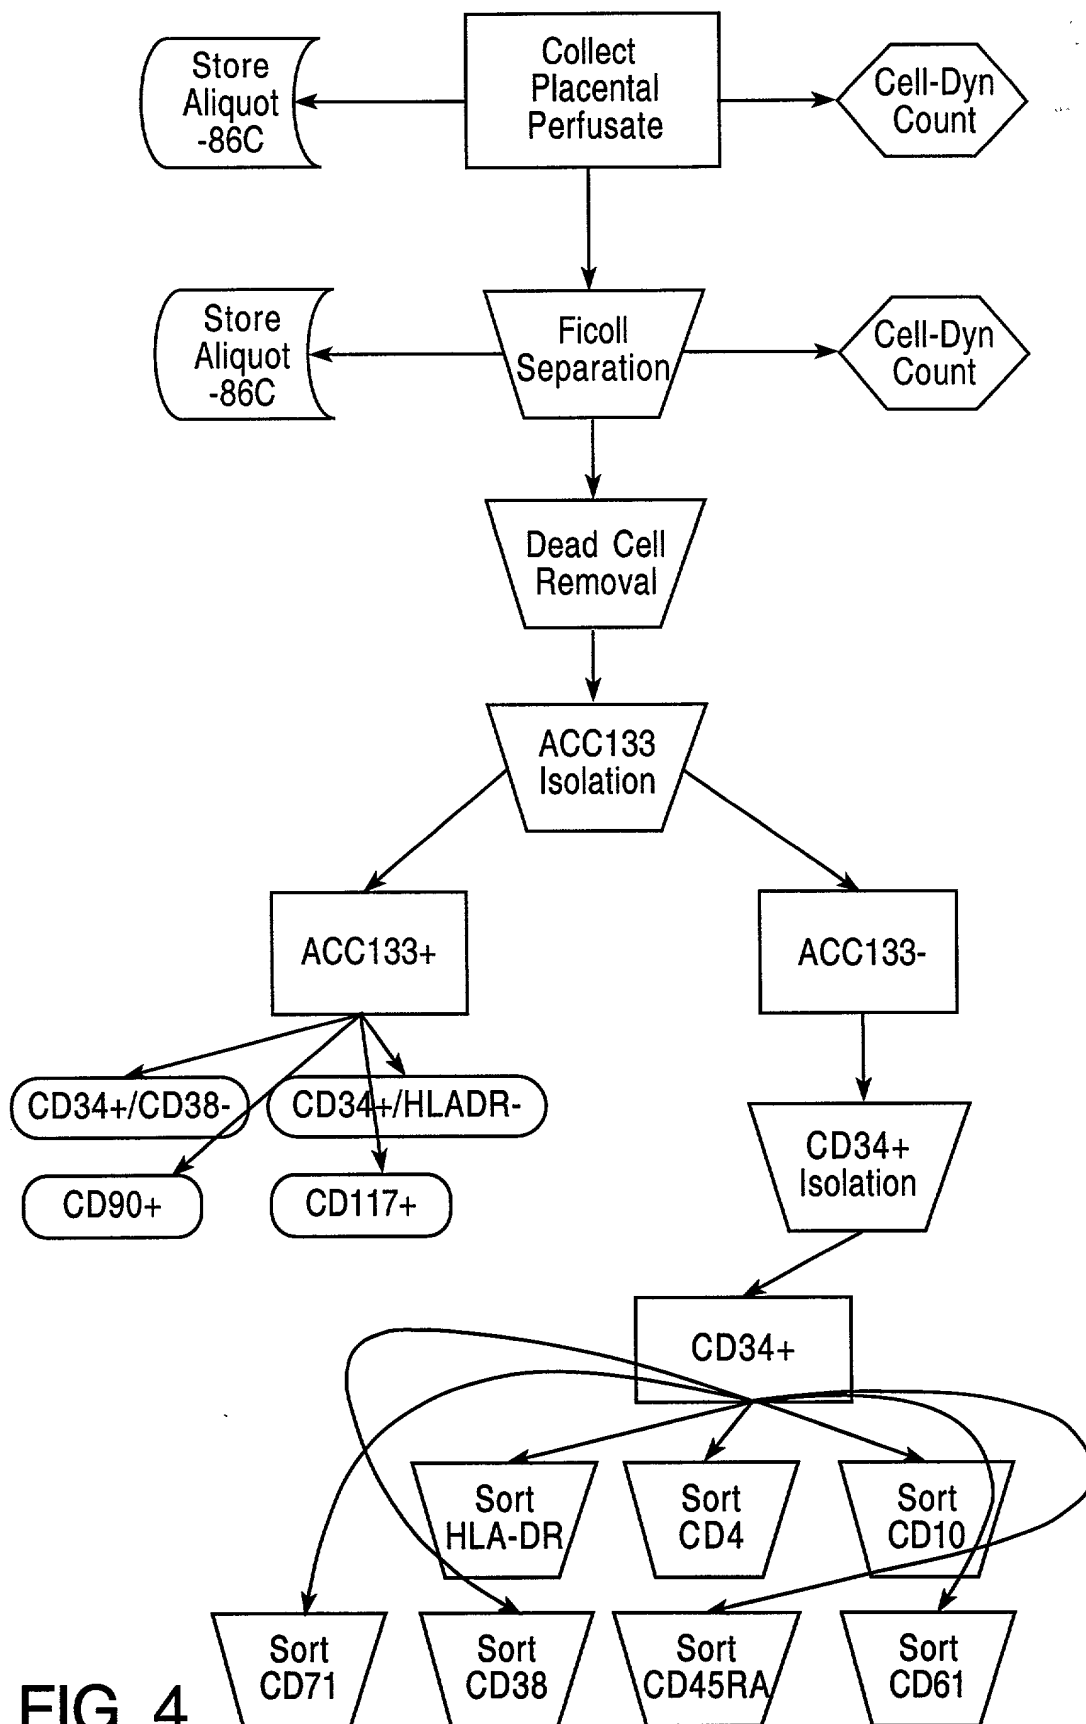 Store
Aliquot
-86C
Collect
Placental
Perfusate
Cell-Dyn
Count
Store
Aliquot
-86C
Ficoll
Separation
Cell-Dyn
Count
Dead Cell
Removal
ACC133
Isolation
ACC133+
ACC133-
CD34+/CD38-
CD34+/HLADR-
CD90+
CD117+
CD34+
Isolation
CD34+
Sort
HLA-DR
Sort
CD4
Sort
CD10
Sort
CD71
Sort
CD38
Sort
CD45RA
Sort
CD61
FIG. 4